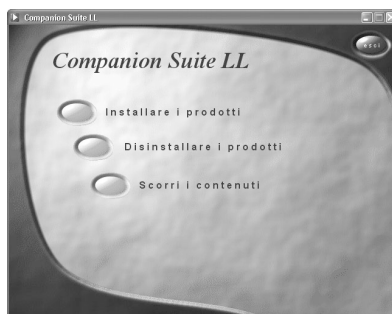 Companion Suite LL
esci
Companion Suite LL
Installare i prodotti
Disinstallare i prodotti
Scorri i contenuti